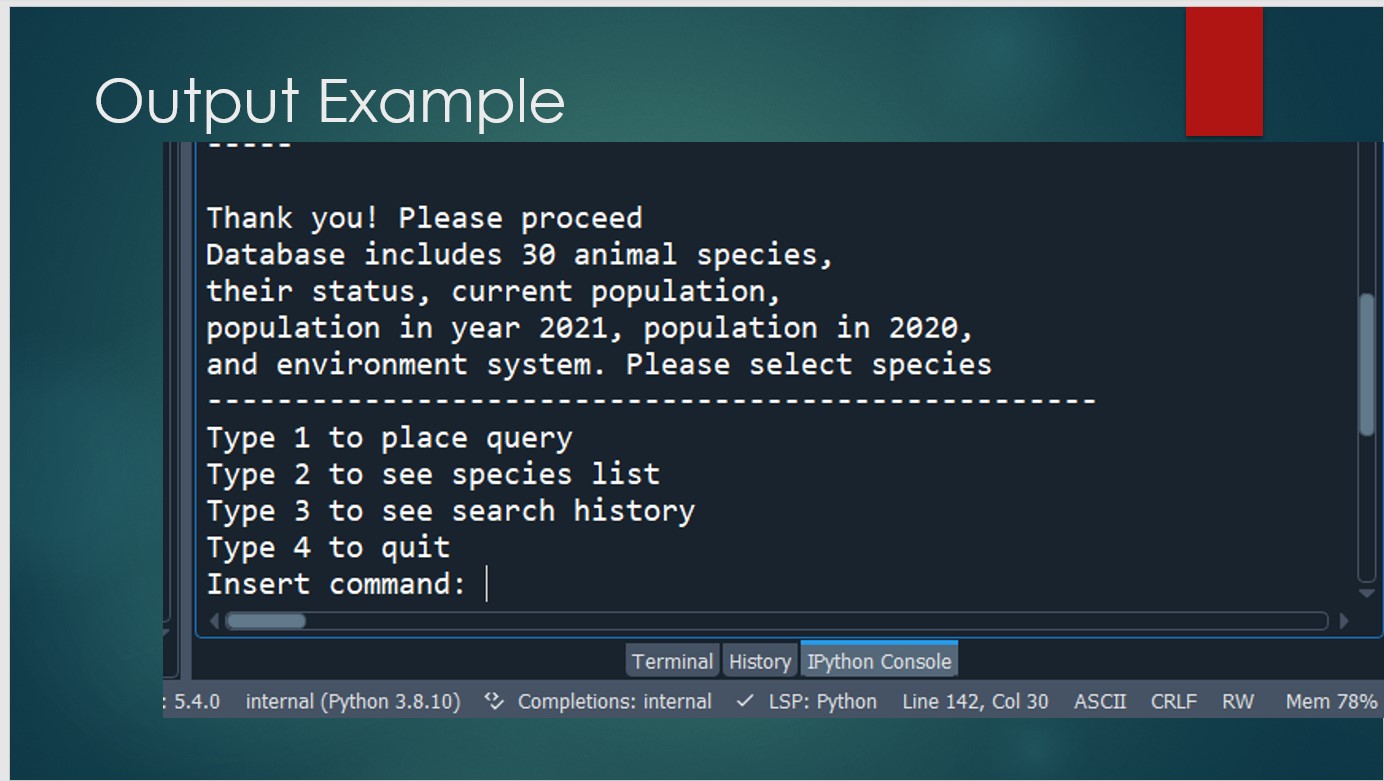 Output Example
-----
Thank you! Please proceed
Database includes 30 animal species,
their status, current population,
population in year 2021, population in 2020,
and environment system. Please select species
---------------------------------------------------
Type 1 to place query
Type 2 to see species list
Type 3 to see search history
Type 4 to quit
Insert command:
Terminal History IPython Console
: 5.4.0 internal (Python 3.8.10) Completions: internal ✓ LSP: Python Line 142, Col 30 ASCII CRLF RW Mem 78%